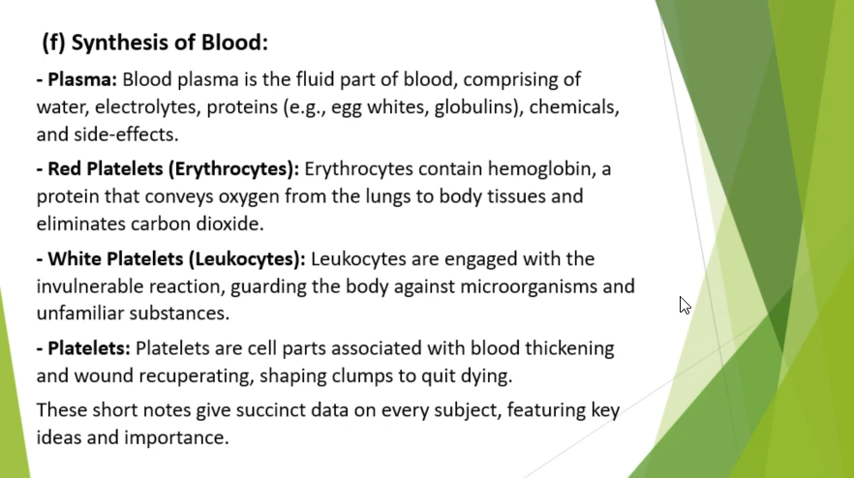 (f) Synthesis of Blood:
- Plasma: Blood plasma is the fluid part of blood, comprising of
water, electrolytes, proteins (e.g., egg whites, globulins), chemicals,
and side-effects.
- Red Platelets (Erythrocytes): Erythrocytes contain hemoglobin, a
protein that conveys oxygen from the lungs to body tissues and
eliminates carbon dioxide.
- White Platelets (Leukocytes): Leukocytes are engaged with the
invulnerable reaction, guarding the body against microorganisms and
unfamiliar substances.
- Platelets: Platelets are cell parts associated with blood thickening
and wound recuperating, shaping clumps to quit dying.
These short notes give succinct data on every subject, featuring key
ideas and importance.